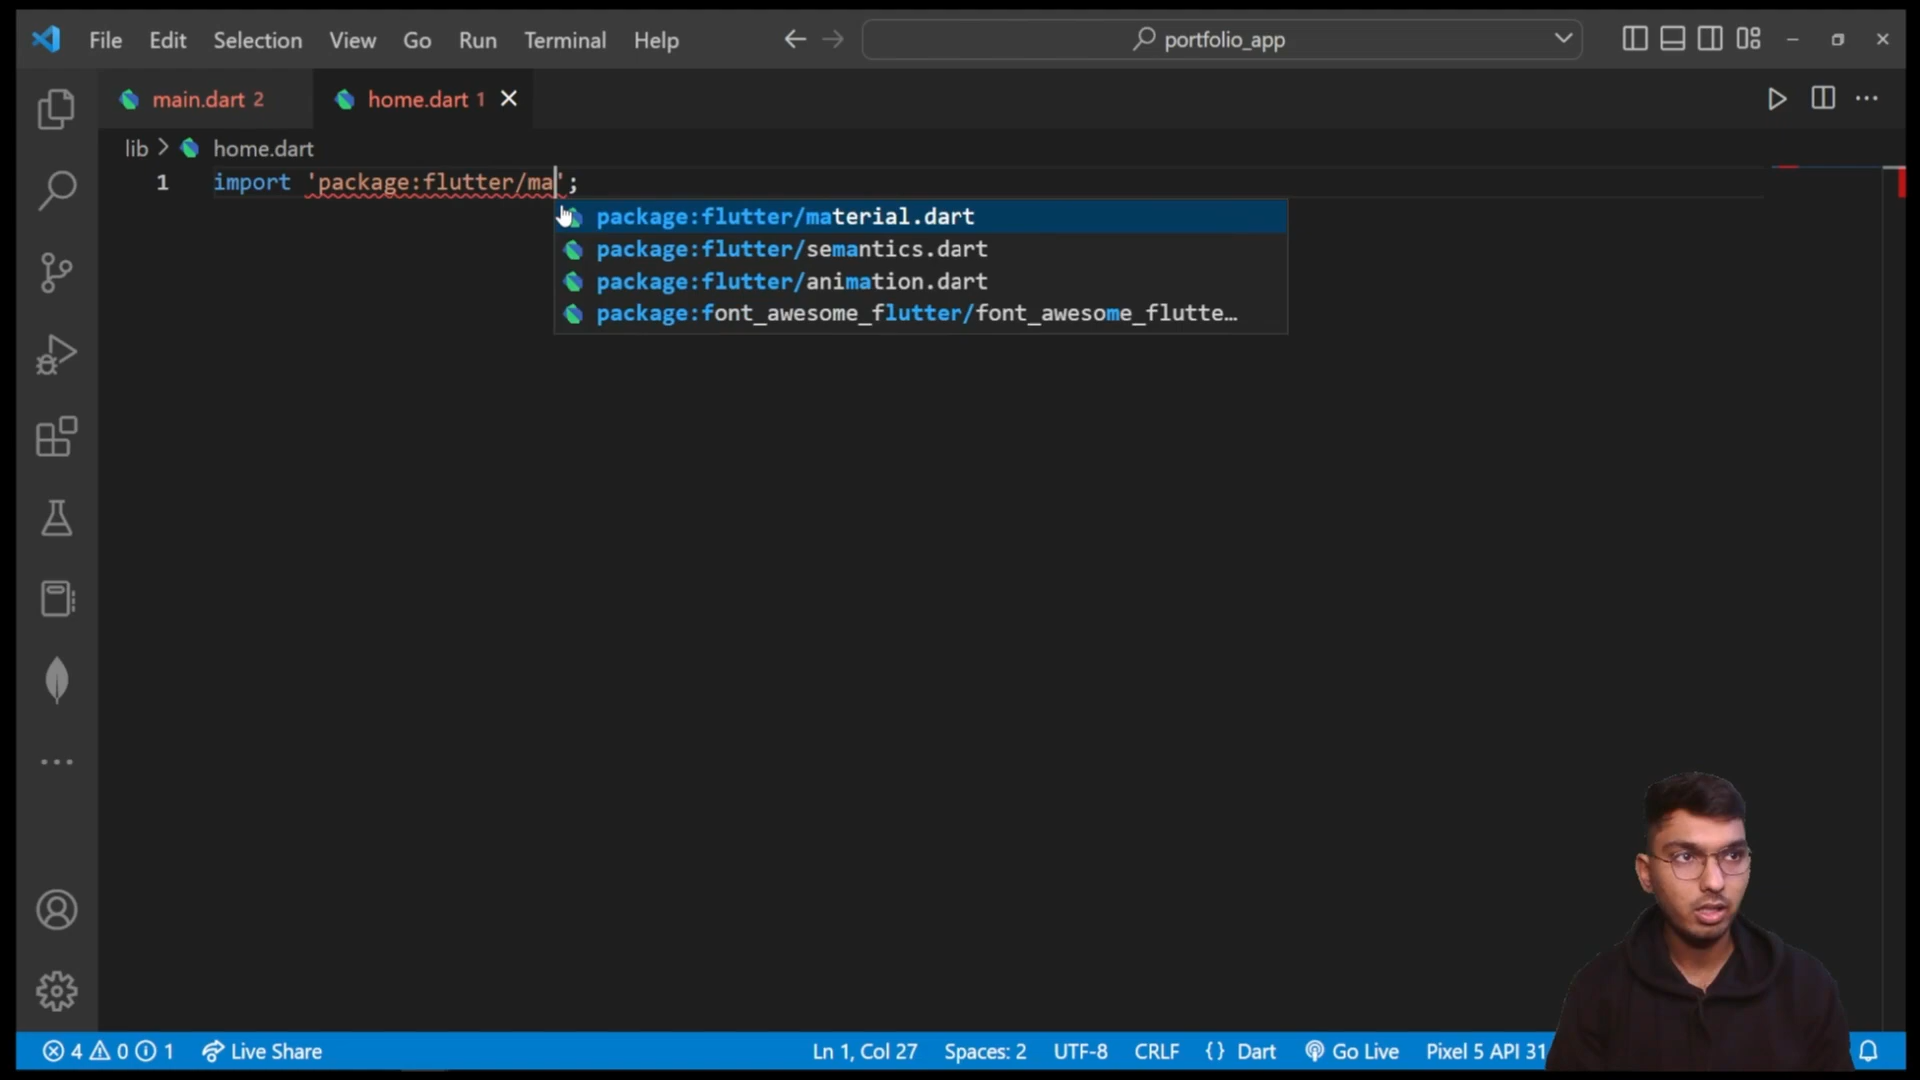 File Edit Selection View Go Run Terminal Help portfolio_app
main.dart 2 home.dart 1
lib > home.dart
1 import 'package:flutter/ma';
package:flutter/material.dart
package:flutter/semantics.dart
package:flutter/animation.dart
package:font_awesome_flutter/font_awesome_flutte…
4 0 1 Live Share Ln 1, Col 27 Spaces: 2 UTF-8 CRLF {} Dart Go Live Pixel 5 API 31